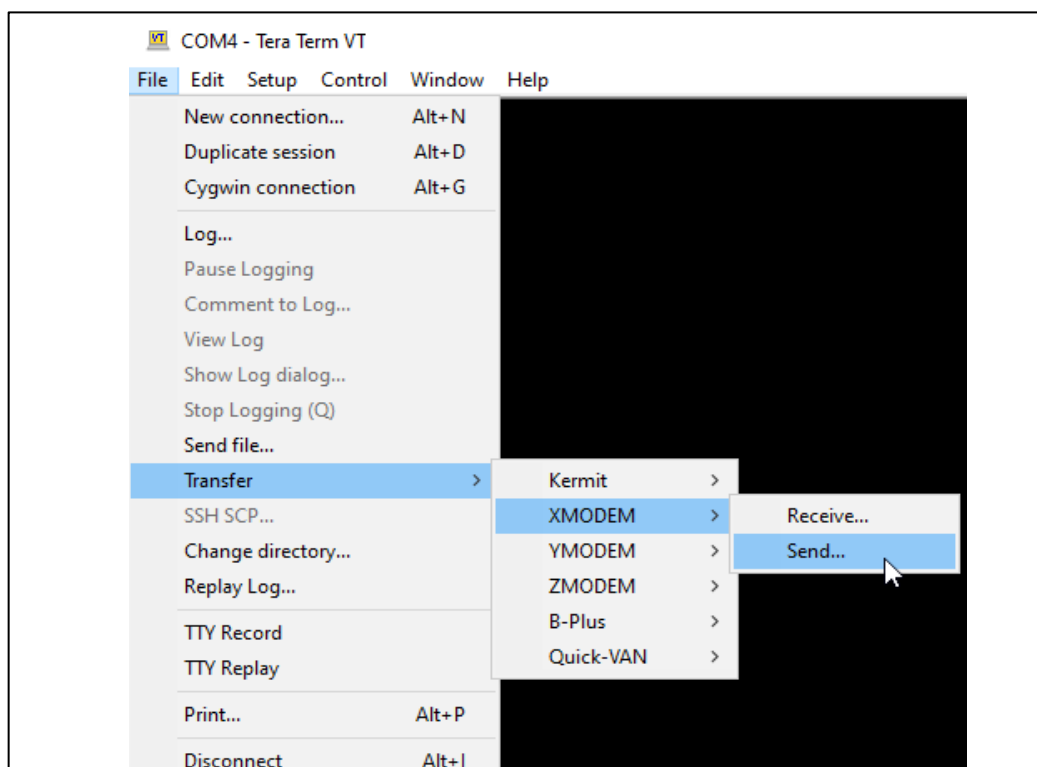 VT COM4 - Tera Term VT
File Edit Setup Control Window Help
New connection... Alt+N
Duplicate session Alt+D
Cygwin connection Alt+G
Log...
Pause Logging
Comment to Log...
View Log
Show Log dialog...
Stop Logging (Q)
Send file...
Transfer > Kermit >
SSH SCP... XMODEM > Receive...
Change directory... YMODEM > Send...
Replay Log... ZMODEM >
TTY Record B-Plus >
TTY Replay Quick-VAN >
Print... Alt+P
Disconnect Alt+I